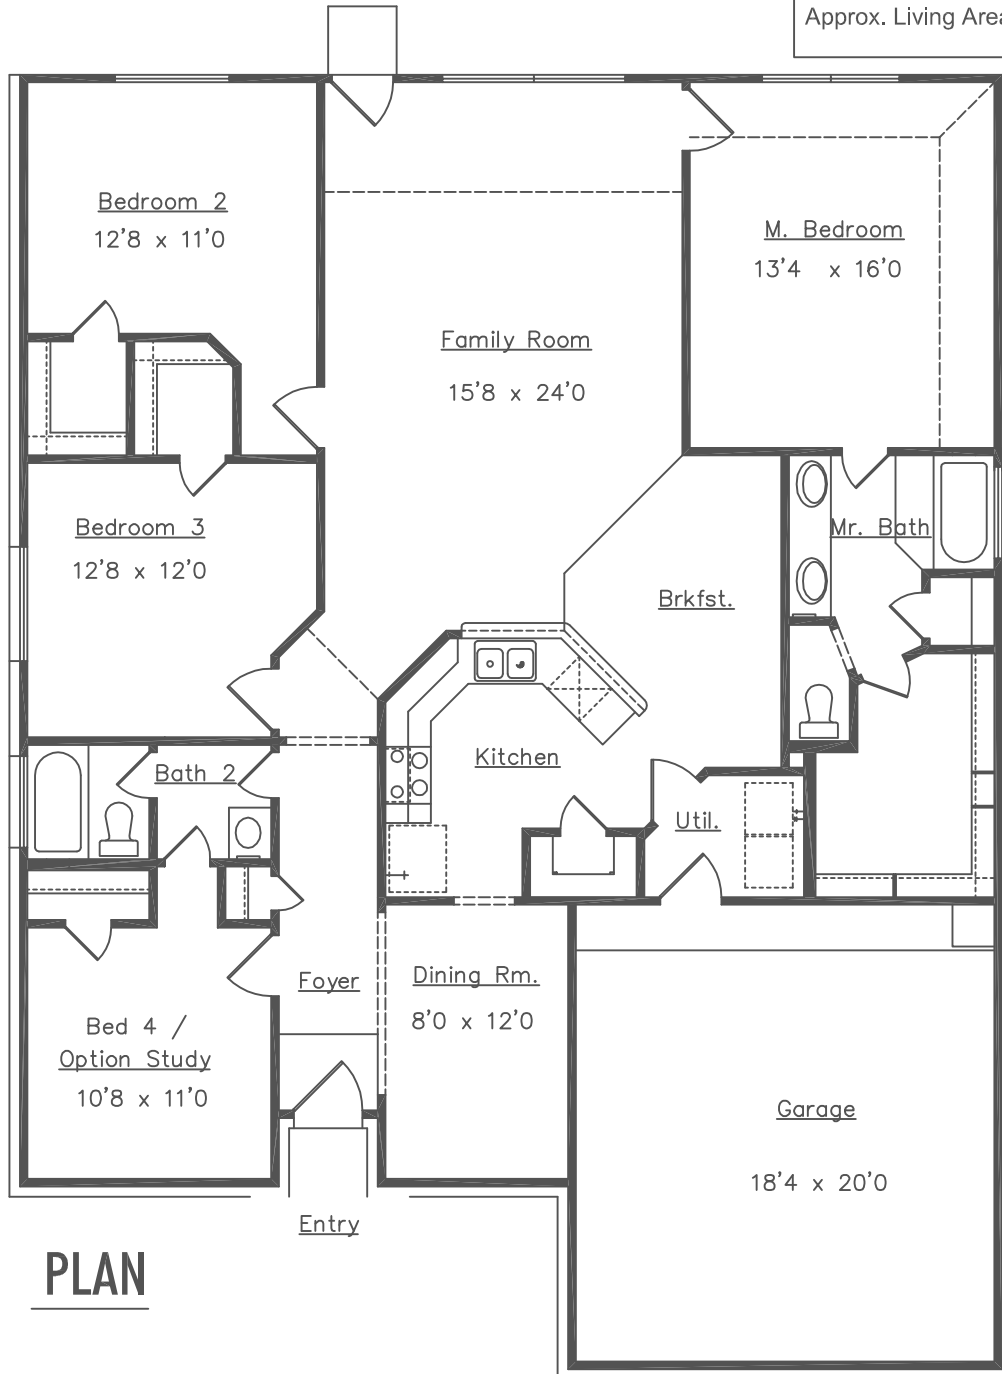 Approx. Living Area
Bedroom 2
12'8 x 11'0
M. Bedroom
13'4 x 16'0
Family Room
15'8 x 24'0
Bedroom 3
12'8 x 12'0
Mr. Bath
Brkfst.
Kitchen
Bath 2
Util.
Foyer
Dining Rm.
8'0 x 12'0
Bed 4 /
Option Study
10'8 x 11'0
Garage
18'4 x 20'0
Entry
PLAN